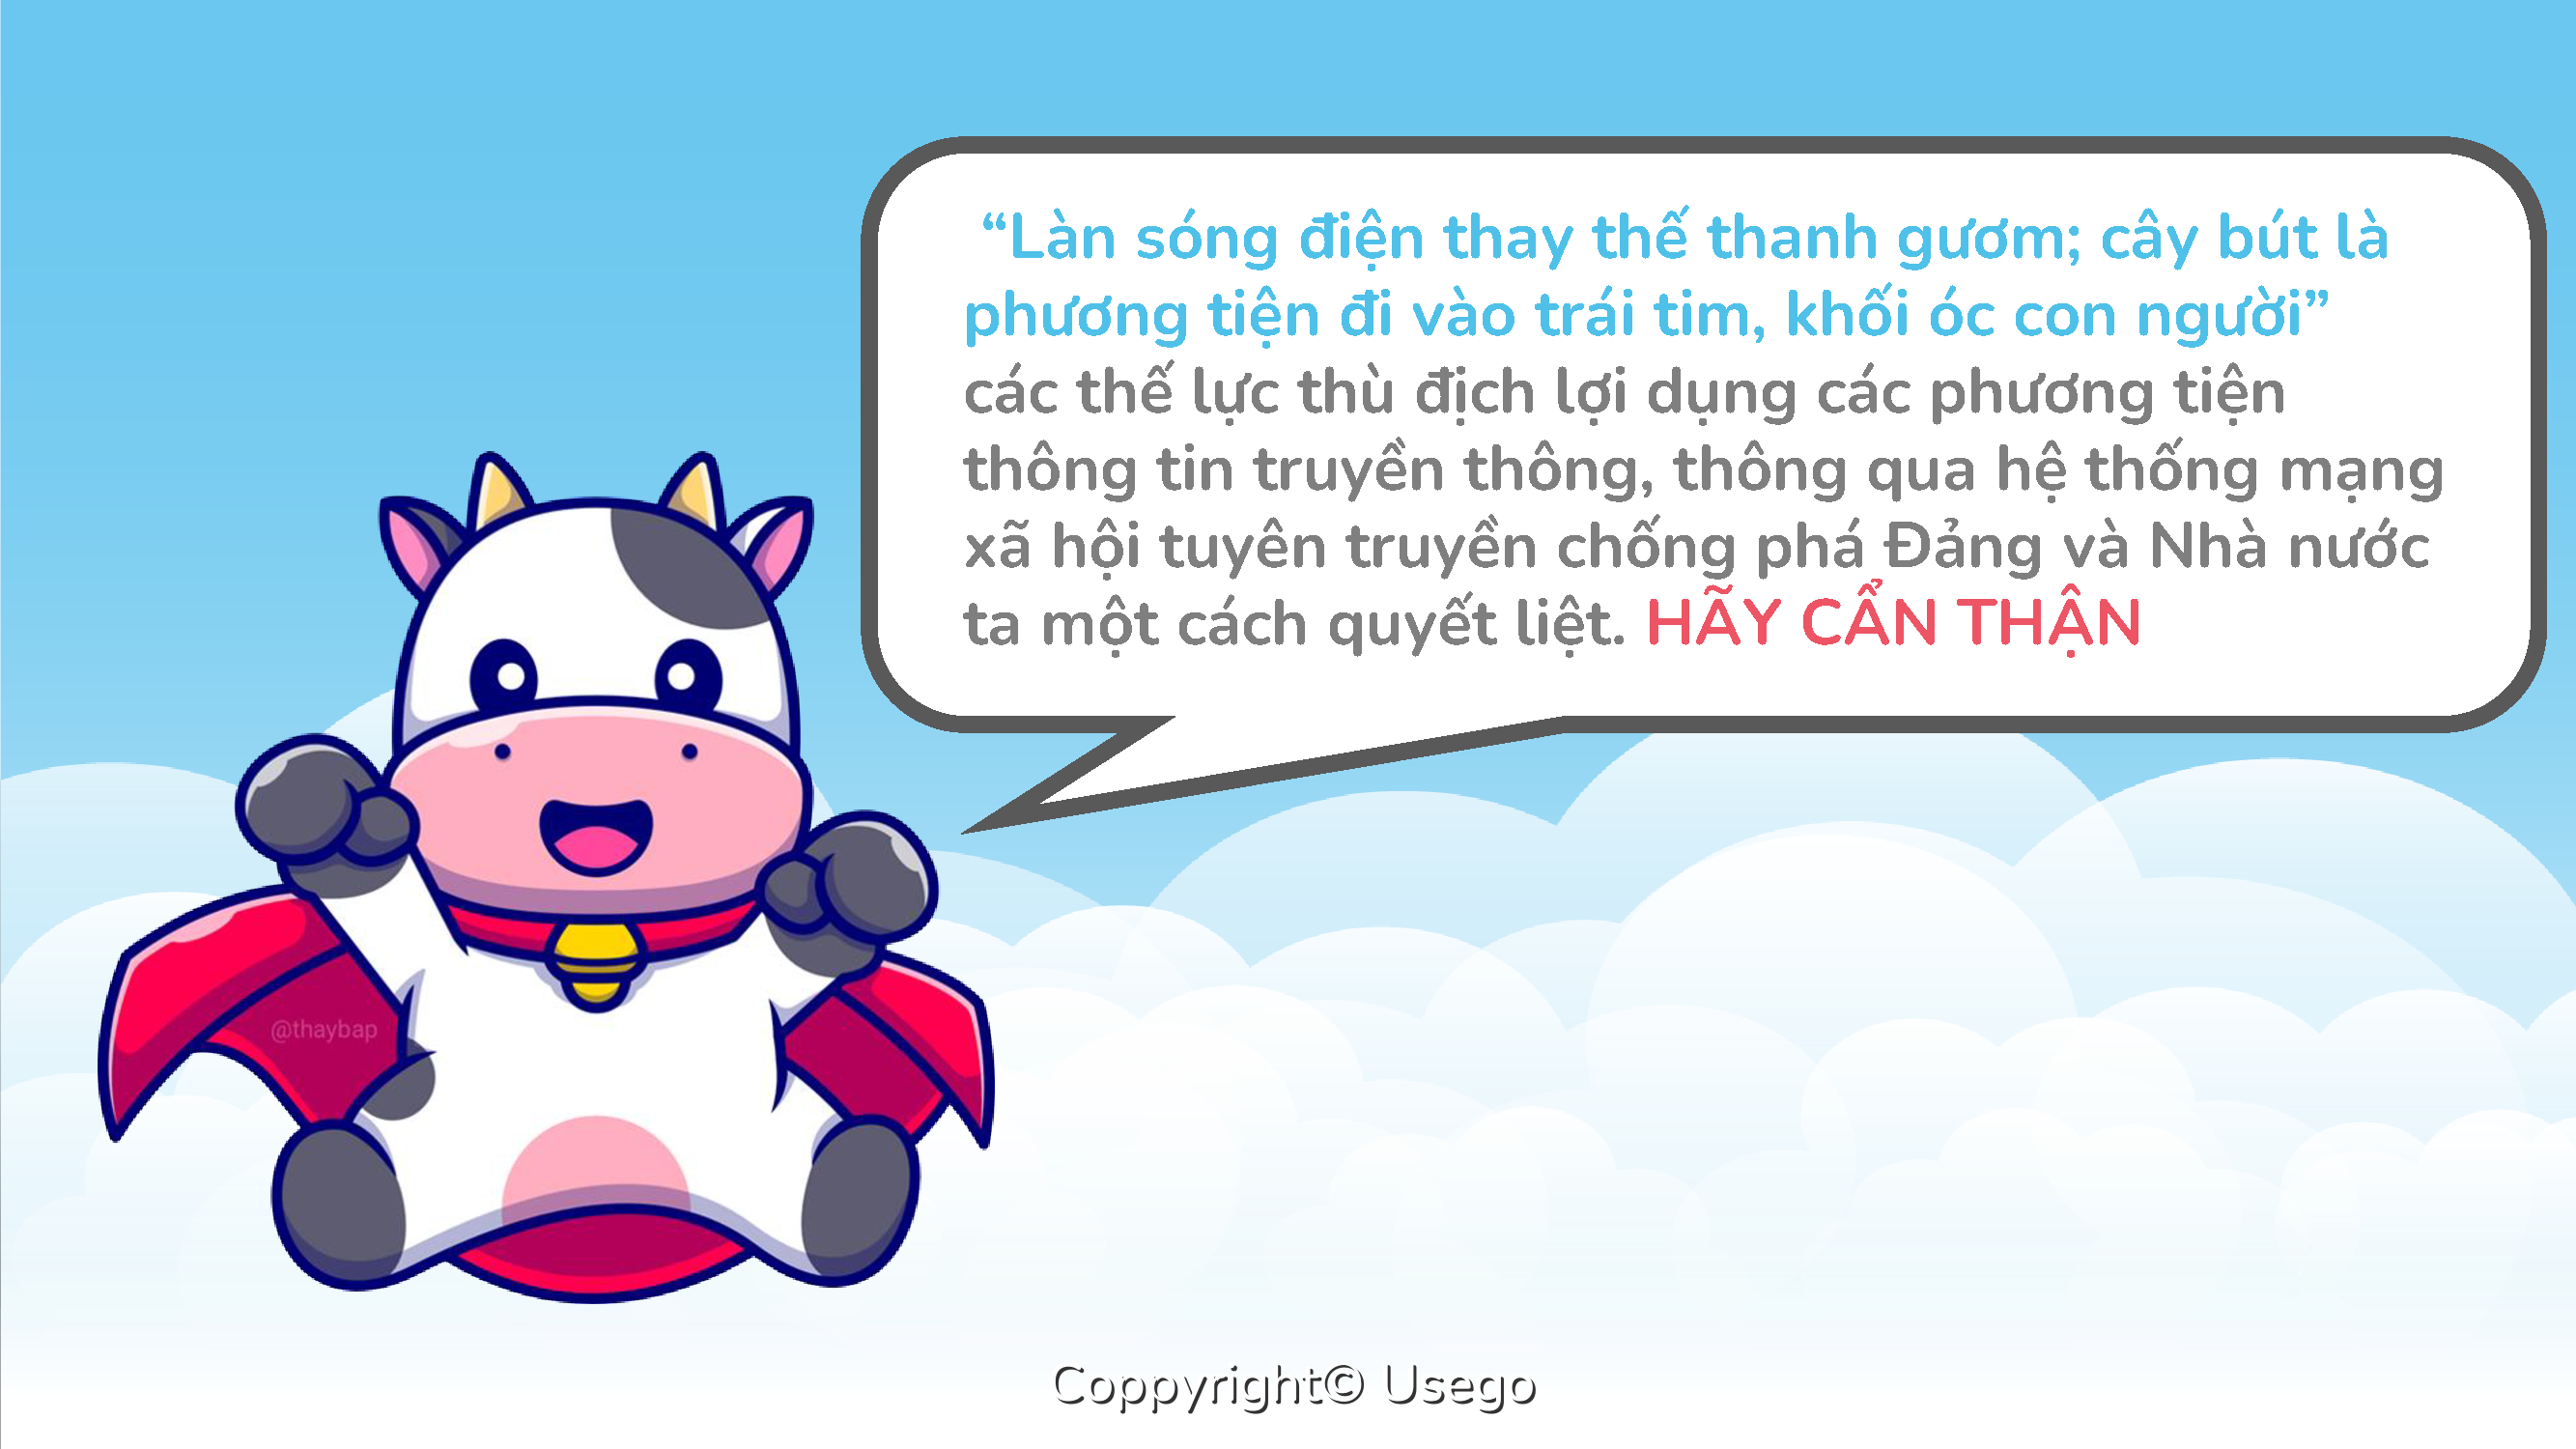 “Làn sóng điện thay thế thanh gươm; cây bút là
phương tiện đi vào trái tim, khối óc con người”
các thế lực thù địch lợi dụng các phương tiện
thông tin truyền thông, thông qua hệ thống mạng
xã hội tuyên truyền chống phá Đảng và Nhà nước
ta một cách quyết liệt. HÃY CẨN THẬN
@thaybap
Coppyright© Usego